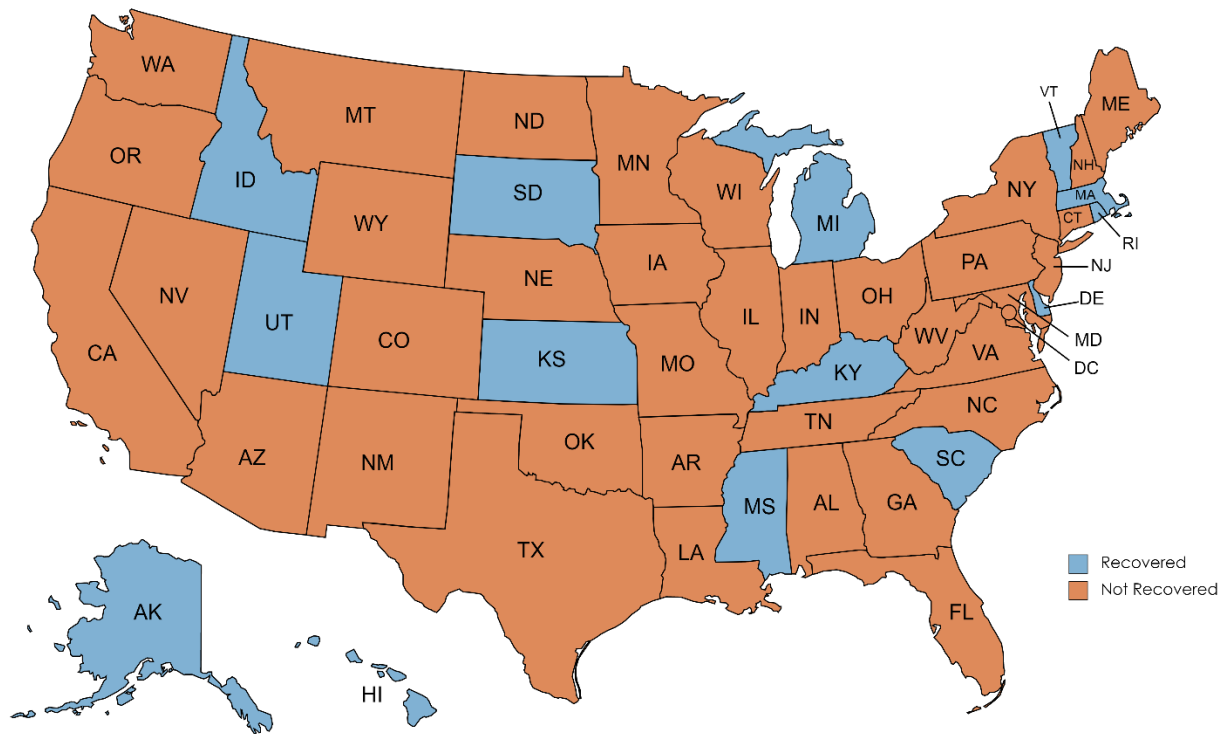 WA
MT
ND
MN
VT
ME
OR
ID
SD
WI
NH
NY
MA
WY
MI
CT
RI
IA
PA
NJ
NE
NV
IL
IN
OH
DE
UT
CO
WV
MD
CA
KS
MO
KY
VA
DC
NC
TN
OK
AZ
NM
AR
SC
MS
AL
GA
TX
LA
Recovered
Not Recovered
AK
FL
HI